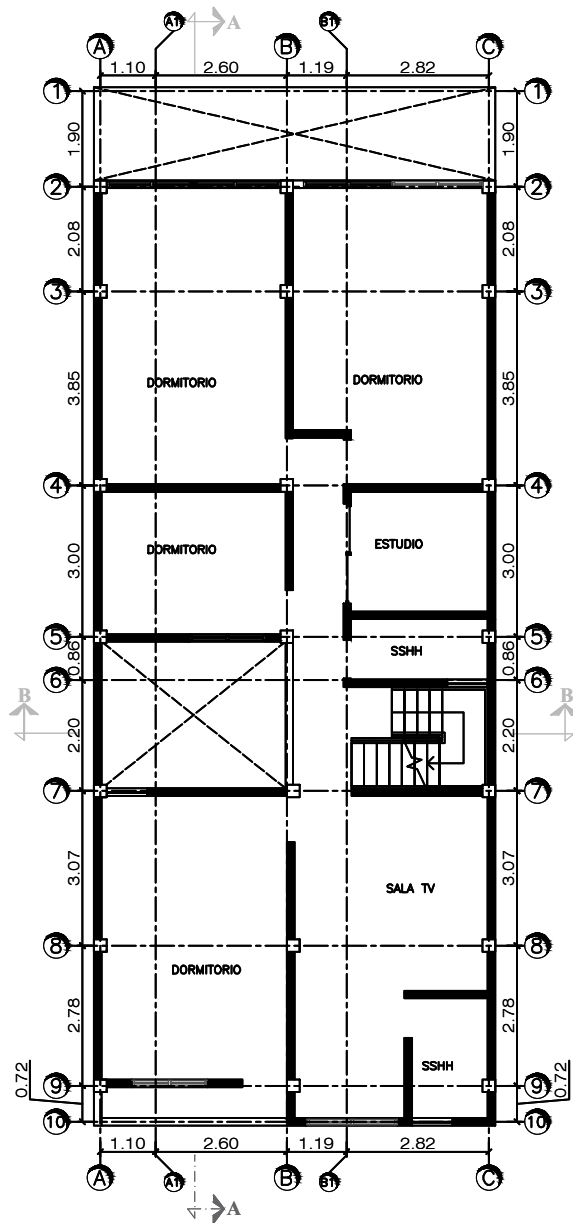 A1 A B1
A B C
1.10 2.60 1.19 2.82
1 1
1.90 1.90
2 2
2.08 2.08
3 3
3.85 3.85
DORMITORIO DORMITORIO
4 4
DORMITORIO ESTUDIO
3.00 3.00
5 5
0.86 SSHH 0.86
6 6
B B
2.20 2.20
7 7
3.07 3.07
SALA TV
8 8
DORMITORIO
2.78 2.78
SSHH
0.72 0.72
9 9
10 10
1.10 2.60 1.19 2.82
A B C
A1 B1
A